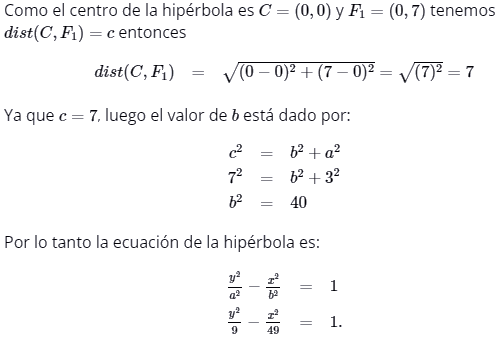 Como el centro de la hipérbola es C = (0, 0) y F₁ = (0, 7) tenemos
dist(C, F₁) = c entonces
dist(C, F₁) = √((0 − 0)² + (7 − 0)²) = √((7)²) = 7
Ya que c = 7, luego el valor de b está dado por:
c² = b² + a²
7² = b² + 3²
b² = 40
Por lo tanto la ecuación de la hipérbola es:
y²/a² − x²/b² = 1
y²/9 − x²/49 = 1.